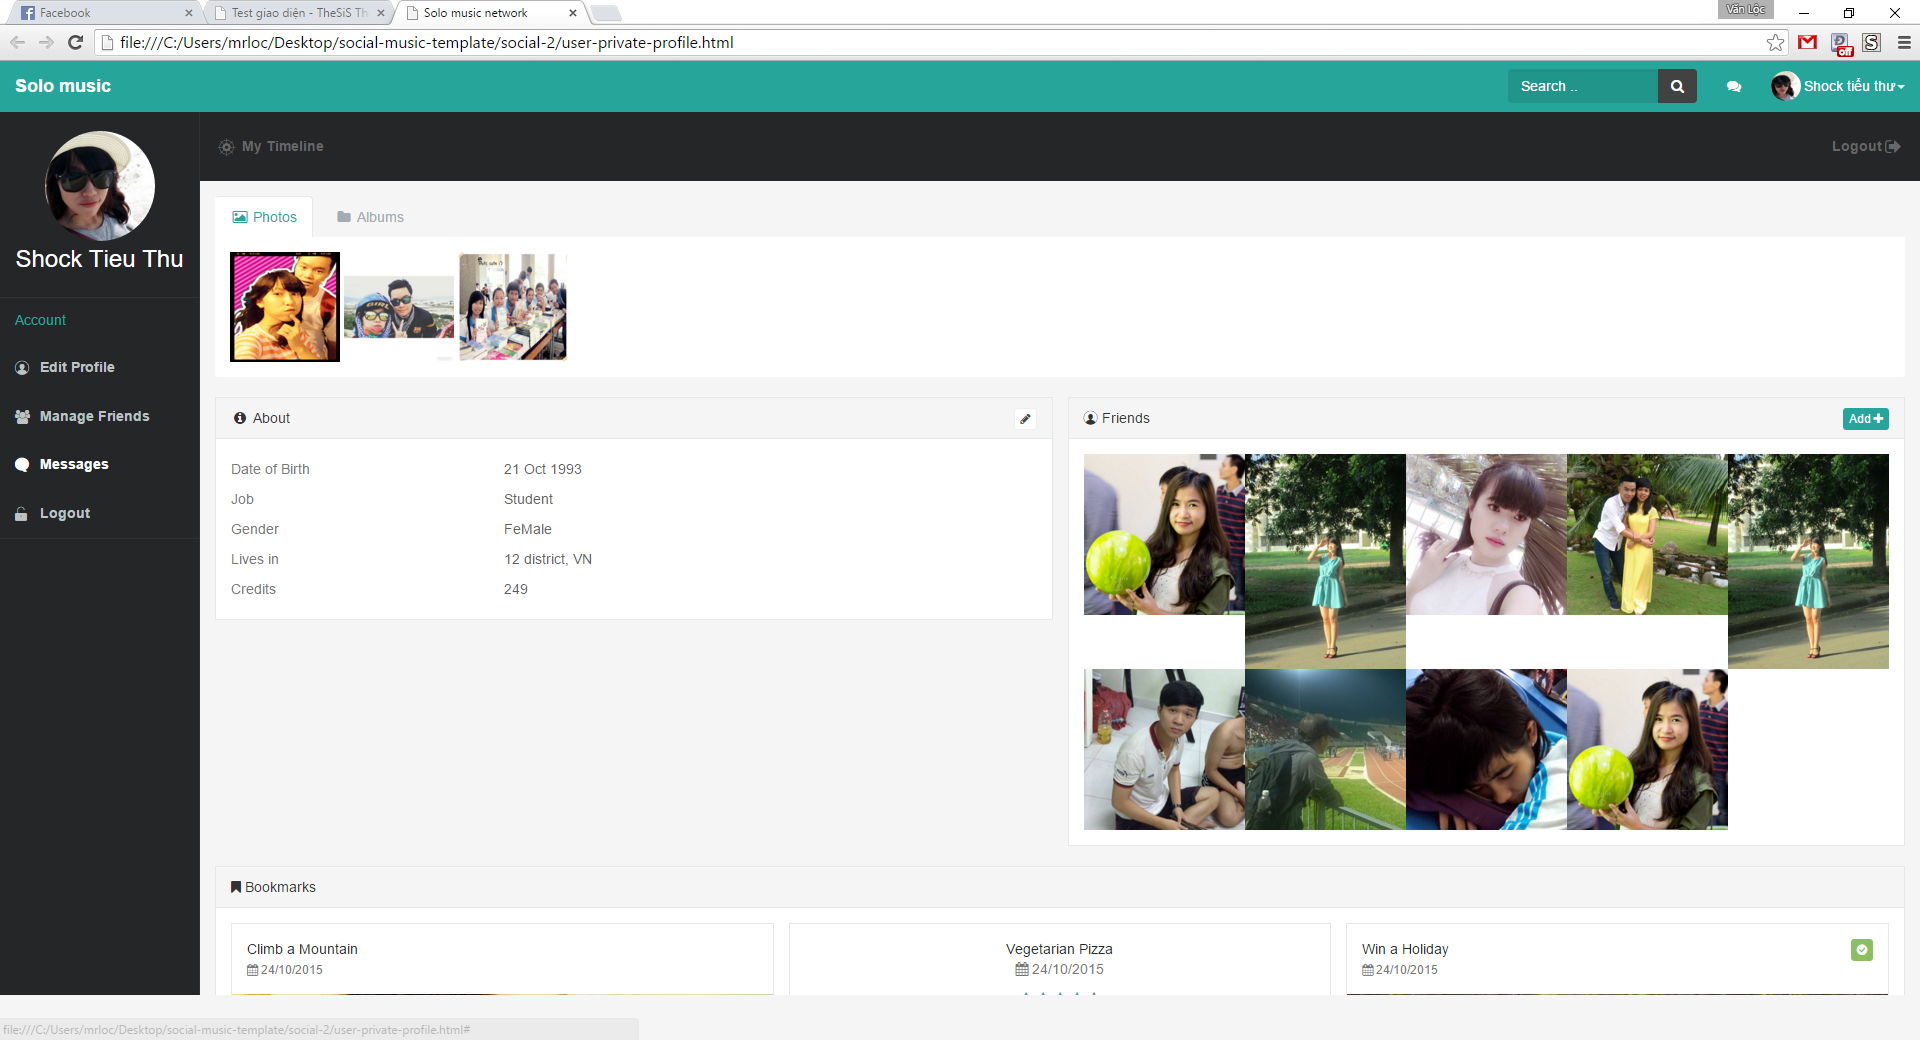 Facebook
Test giao diện - TheSiS Th
Solo music network
Văn Lộc
file:///C:/Users/mrloc/Desktop/social-music-template/social-2/user-private-profile.html
off
Solo music
Search ..
Shock tiểu thư
My Timeline
Logout
Shock Tieu Thu
Account
Edit Profile
Manage Friends
Messages
Logout
Photos
Albums
GIRL
About
Date of Birth 21 Oct 1993
Job Student
Gender FeMale
Lives in 12 district, VN
Credits 249
Friends
Add
Bookmarks
Climb a Mountain
24/10/2015
Vegetarian Pizza
24/10/2015
Win a Holiday
24/10/2015
file:///C:/Users/mrloc/Desktop/social-music-template/social-2/user-private-profile.html#